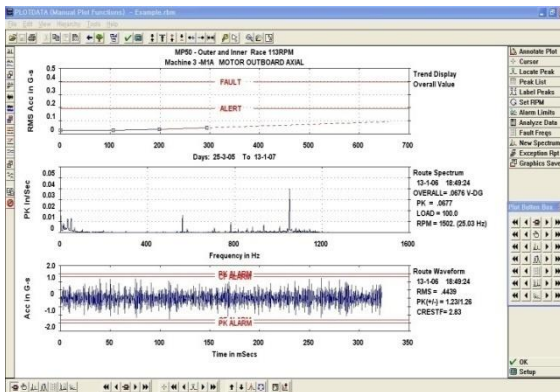 PLOTDATA (Manual Plot Functions) - Example.rbm
File Edit View Hierarchy Tools Help
MP50 - Outer and Inner Race 113RPM
Machine 3 -M1A MOTOR OUTBOARD AXIAL
RMS Acc in G-s
0.5
0.4
0.3
0.2
0.1
0
FAULT
ALERT
0 100 200 300 400 500 600 700
Days: 25-3-05 To 13-1-07
Trend Display
Overall Value
PK In/Sec
0.05
0.04
0.03
0.02
0.01
0
0 400 800 1200 1600
Frequency in Hz
Route Spectrum
13-1-06 18:49:24
OVERALL= .0676 V-DG
PK = .0677
LOAD = 100.0
RPM = 1502. (25.03 Hz)
Acc in G-s
2.0
1.0
0.0
-1.0
-2.0
PK ALARM
PK ALARM
0 50 100 150 200 250 300 350
Time in mSecs
Route Waveform
13-1-06 18:49:24
RMS = .4439
PK(+/-) = 1.23/1.26
CRESTF= 2.83
Annotate Plot
Cursor
Locate Peak
Peak List
Label Peaks
Set RPM
Alarm Limits
Analyze Data
Fault Freqs
New Spectrum
Exception Rpt
Graphics Save
Plot Button Box
OK
Setup